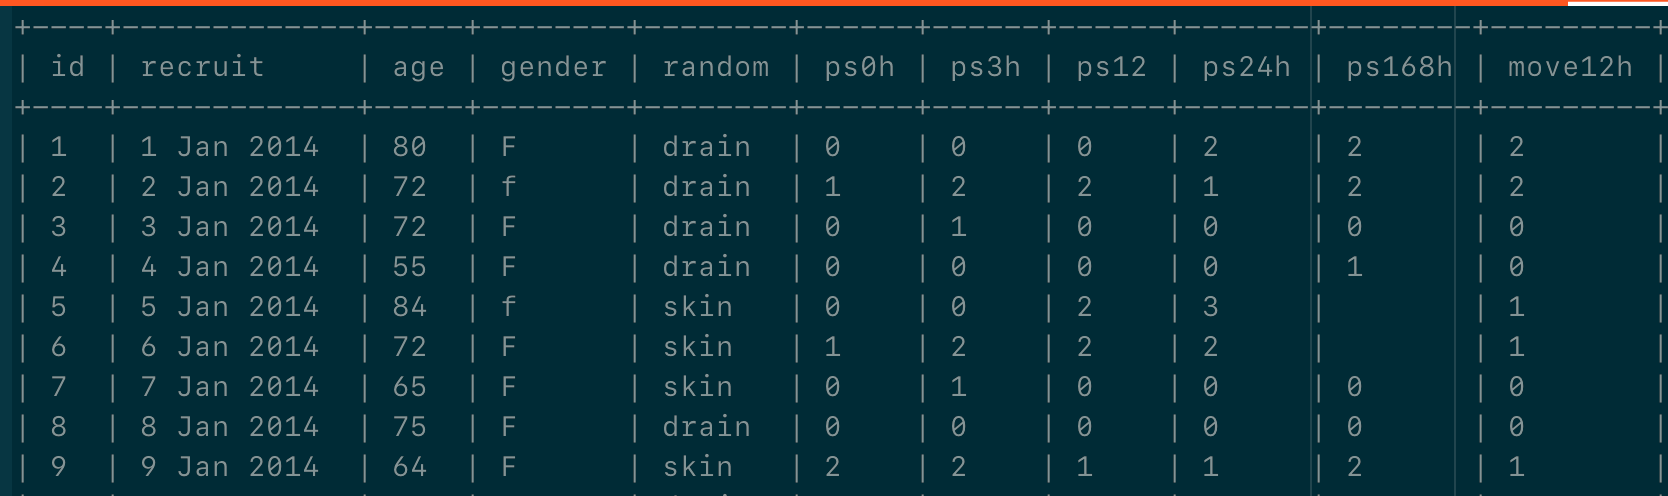 +----+-------------+-----+--------+--------+------+------+------+-------+--------+---------+
| id | recruit     | age | gender | random | ps0h | ps3h | ps12 | ps24h | ps168h | move12h |
+----+-------------+-----+--------+--------+------+------+------+-------+--------+---------+
| 1  | 1 Jan 2014  | 80  | F      | drain  | 0    | 0    | 0    | 2     | 2      | 2       |
| 2  | 2 Jan 2014  | 72  | f      | drain  | 1    | 2    | 2    | 1     | 2      | 2       |
| 3  | 3 Jan 2014  | 72  | F      | drain  | 0    | 1    | 0    | 0     | 0      | 0       |
| 4  | 4 Jan 2014  | 55  | F      | drain  | 0    | 0    | 0    | 0     | 1      | 0       |
| 5  | 5 Jan 2014  | 84  | f      | skin   | 0    | 0    | 2    | 3     |        | 1       |
| 6  | 6 Jan 2014  | 72  | F      | skin   | 1    | 2    | 2    | 2     |        | 1       |
| 7  | 7 Jan 2014  | 65  | F      | skin   | 0    | 1    | 0    | 0     | 0      | 0       |
| 8  | 8 Jan 2014  | 75  | F      | drain  | 0    | 0    | 0    | 0     | 0      | 0       |
| 9  | 9 Jan 2014  | 64  | F      | skin   | 2    | 2    | 1    | 1     | 2      | 1       |